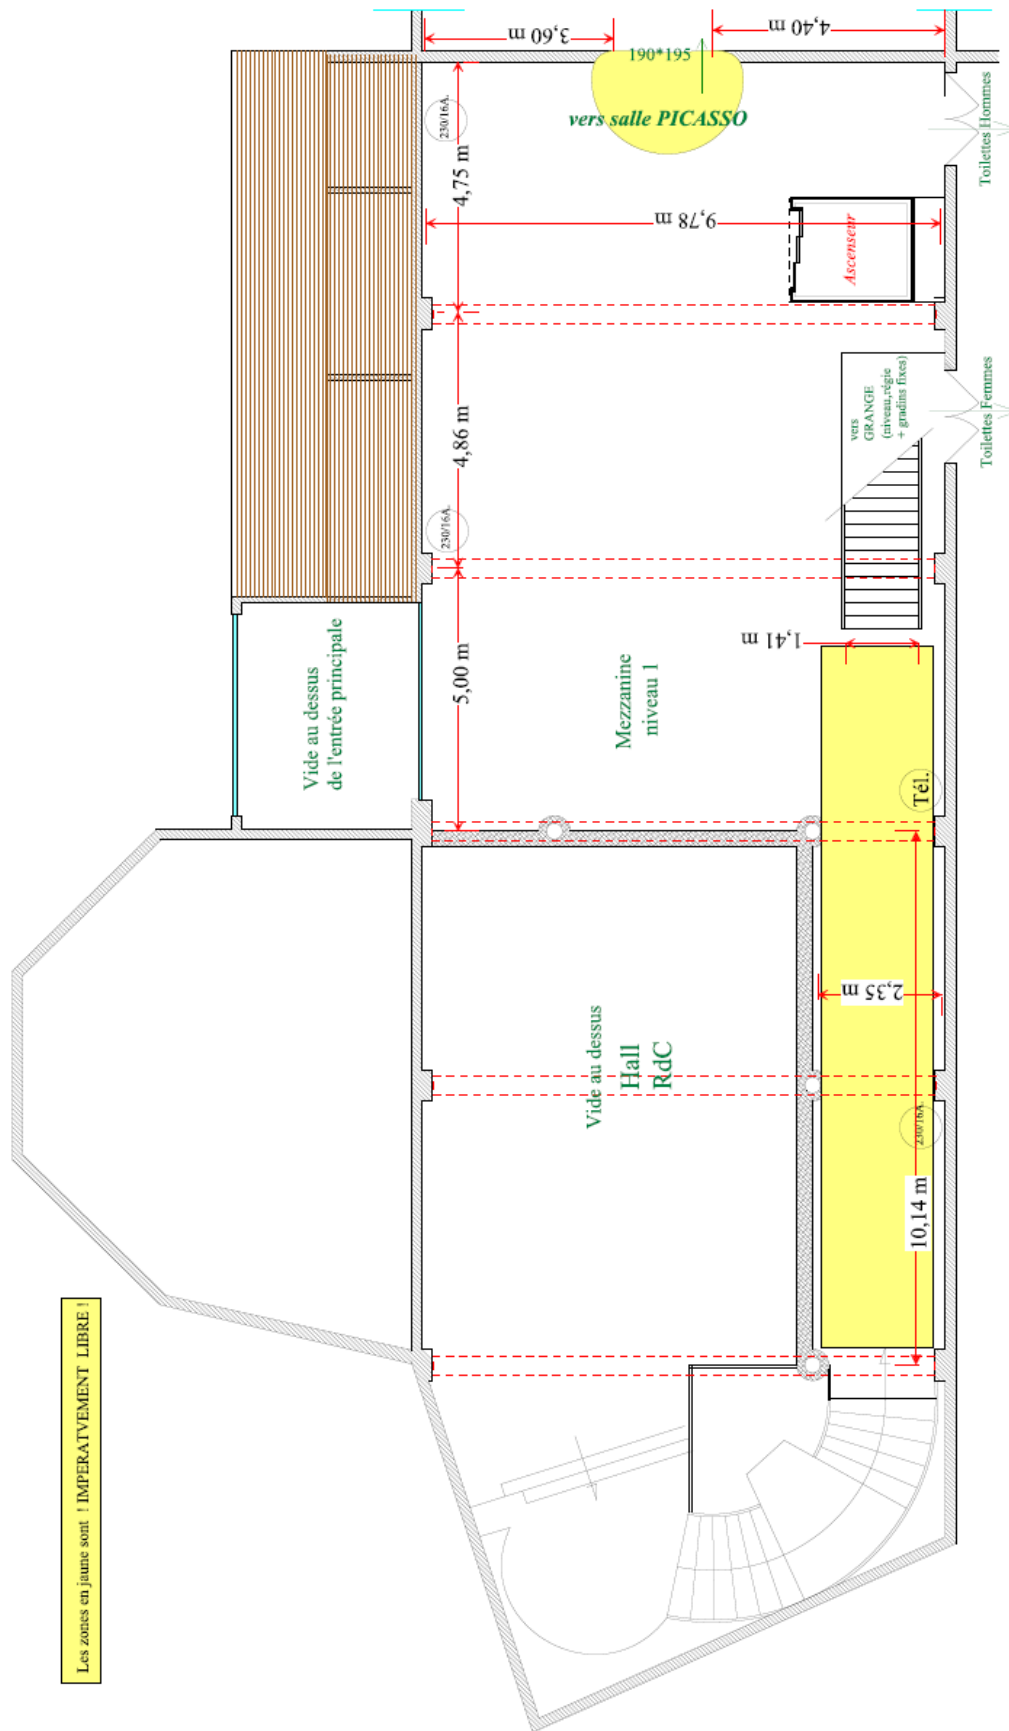 3,60 m
4,40 m
190*195
vers salle PICASSO
Toilettes Hommes
230/16A.
4,75 m
9,78 m
Ascenseur
vers
GRANGE
(niveau,régie
+ gradins fixes)
Toilettes Femmes
4,86 m
230/16A.
1,41 m
Vide au dessus
de l'entrée principale
5,00 m
Mezzanine
niveau 1
Tél.
2,35 m
Vide au dessus
Hall
RdC
230/16A.
10,14 m
Les zones en jaune sont ! IMPERATVEMENT LIBRE !